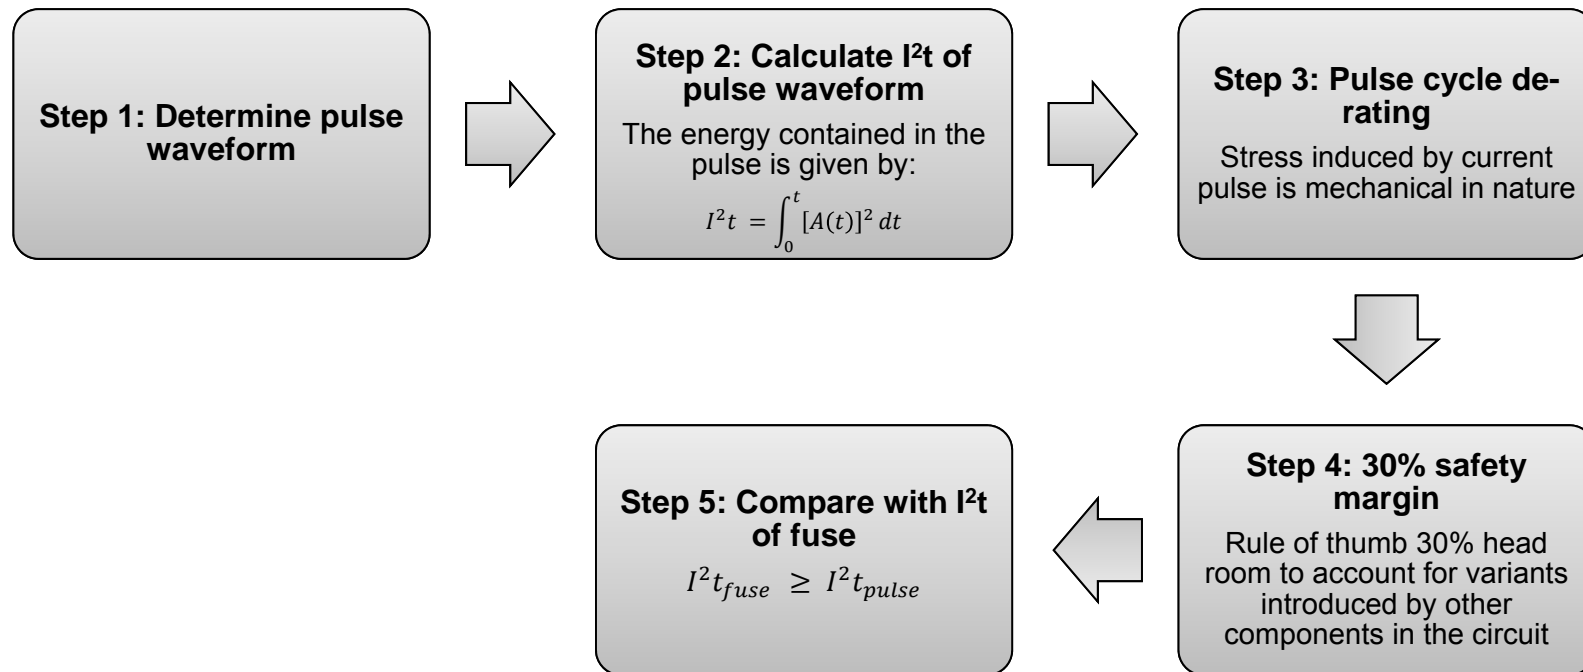 Step 1: Determine pulse
waveform
Step 2: Calculate I²t of
pulse waveform
The energy contained in the
pulse is given by:
I²t = ∫₀ᵗ [A(t)]² dt
Step 3: Pulse cycle de-
rating
Stress induced by current
pulse is mechanical in nature
Step 4: 30% safety
margin
Rule of thumb 30% head
room to account for variants
introduced by other
components in the circuit
Step 5: Compare with I²t
of fuse
I²t_fuse ≥ I²t_pulse